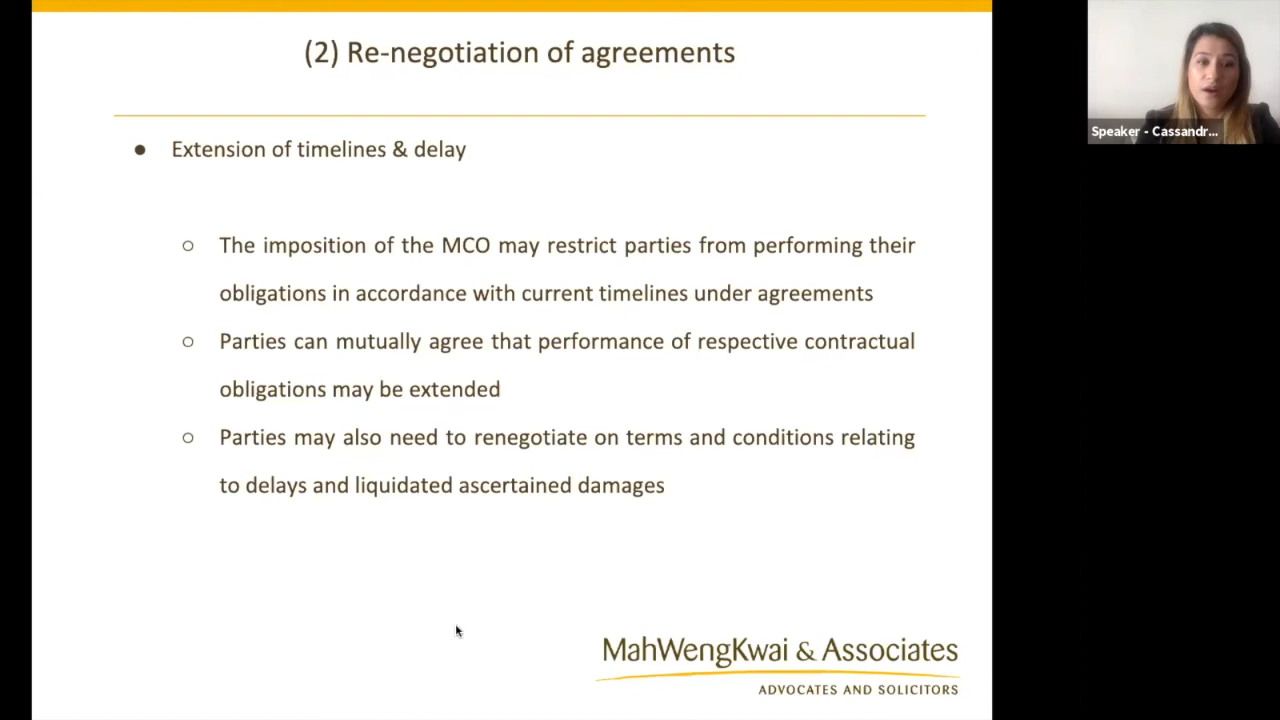 (2) Re-negotiation of agreements
Speaker - Cassandr...
● Extension of timelines & delay
○ The imposition of the MCO may restrict parties from performing their
obligations in accordance with current timelines under agreements
○ Parties can mutually agree that performance of respective contractual
obligations may be extended
○ Parties may also need to renegotiate on terms and conditions relating
to delays and liquidated ascertained damages
MahWengKwai & Associates
ADVOCATES AND SOLICITORS